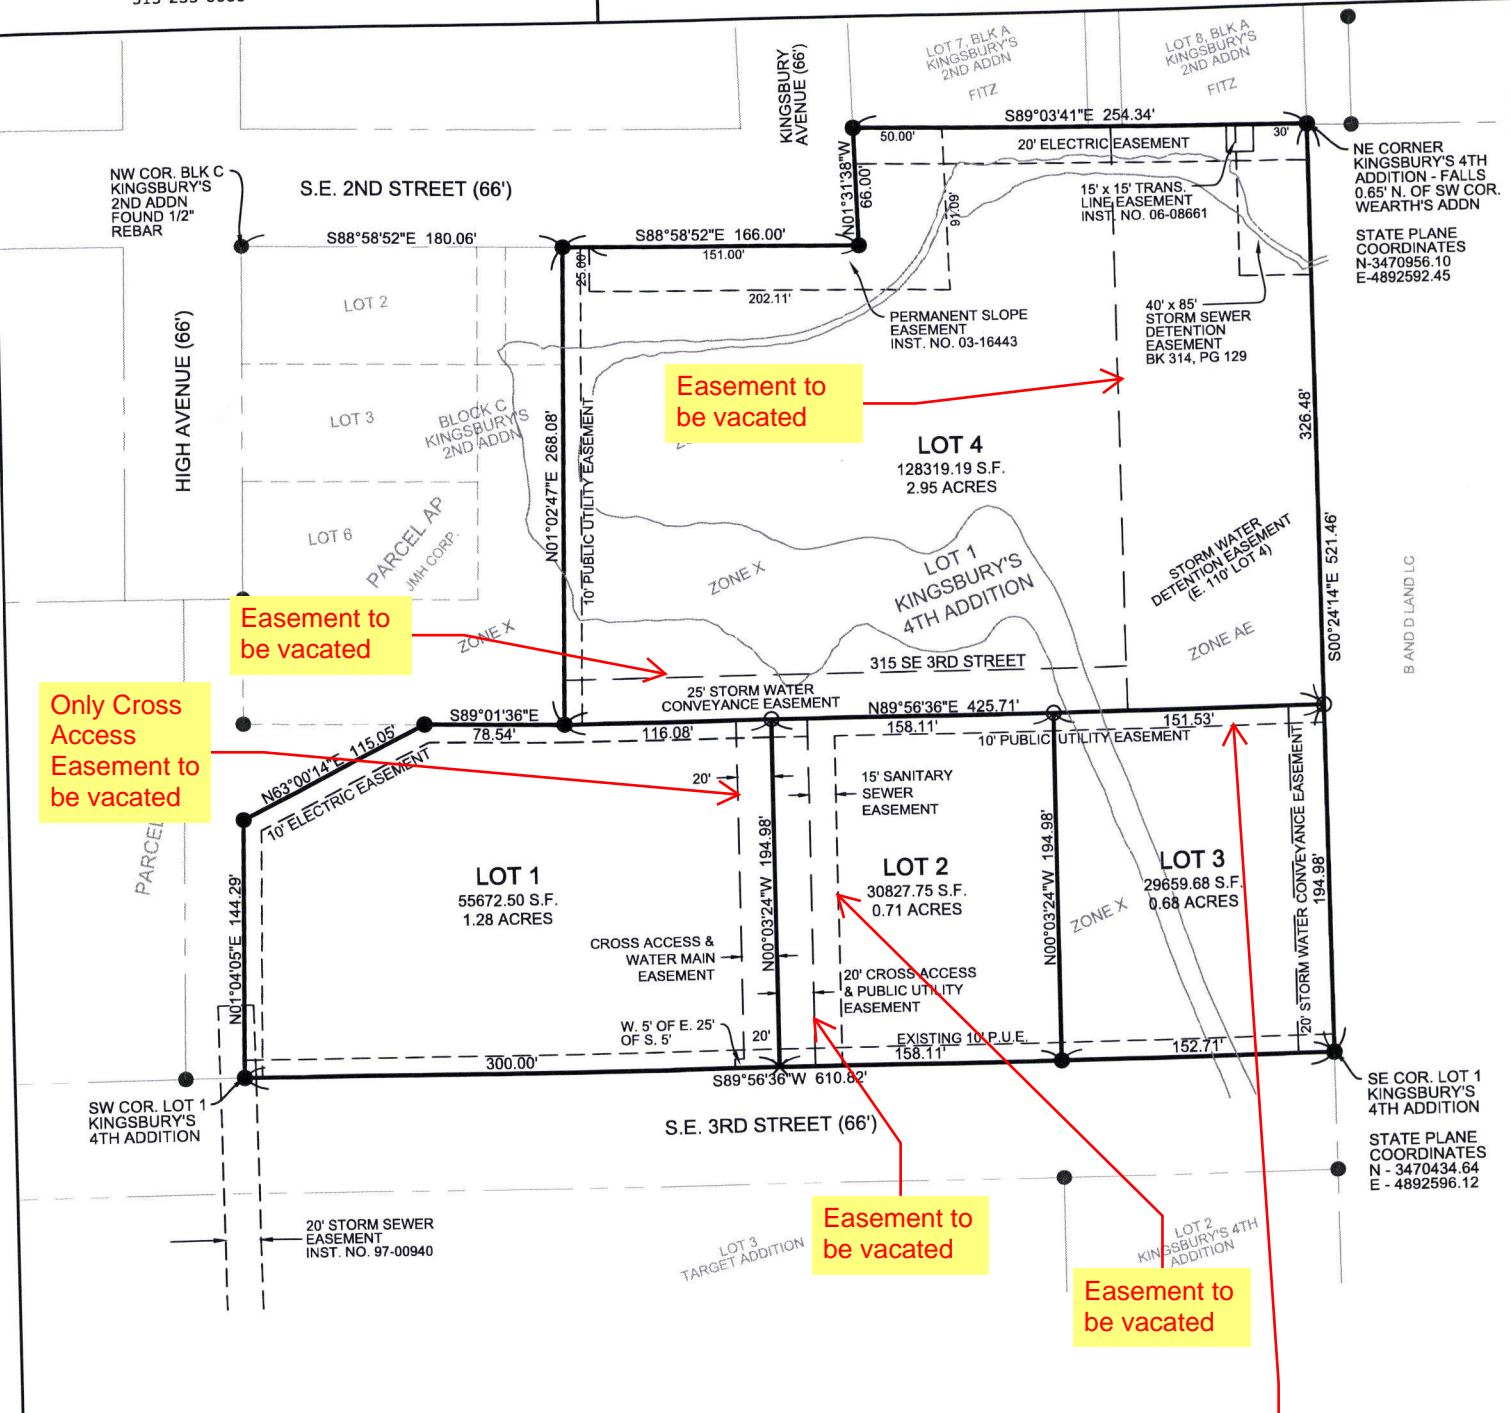 KINGSBURY
AVENUE (66')
LOT 7, BLK A
KINGSBURY'S
2ND ADDN
FITZ
LOT 8, BLK A
KINGSBURY'S
2ND ADDN
FITZ
S89°03'41"E 254.34'
50.00'
30'
20' ELECTRIC EASEMENT
N01°31'38"W
66.00'
91.09'
15' x 15' TRANS.
LINE EASEMENT
INST. NO. 06-08661
NE CORNER
KINGSBURY'S 4TH
ADDITION - FALLS
0.65' N. OF SW COR.
WEARTH'S ADDN
STATE PLANE
COORDINATES
N-3470956.10
E-4892592.45
NW COR. BLK C
KINGSBURY'S
2ND ADDN
FOUND 1/2"
REBAR
S.E. 2ND STREET (66')
S88°58'52"E 180.06'
S88°58'52"E 166.00'
151.00'
25.00'
202.11'
PERMANENT SLOPE
EASEMENT
INST. NO. 03-16443
40' x 85'
STORM SEWER
DETENTION
EASEMENT
BK 314, PG 129
HIGH AVENUE (66')
LOT 2
LOT 3
LOT 6
BLOCK C
KINGSBURY'S
2ND ADDN
PARCEL AP
JMH CORP.
ZONE X
N01°02'47"E 268.08'
10' PUBLIC UTILITY EASEMENT
Easement to
be vacated
LOT 4
128319.19 S.F.
2.95 ACRES
326.48'
S00°24'14"E 521.46'
B AND D LAND LC
ZONE X
LOT 1
KINGSBURY'S
4TH ADDITION
STORM WATER
DETENTION EASEMENT
(E. 110' LOT 4)
ZONE AE
Easement to
be vacated
315 SE 3RD STREET
25' STORM WATER
CONVEYANCE EASEMENT
N89°56'36"E 425.71'
Only Cross
Access
Easement to
be vacated
S89°01'36"E
78.54'
116.08'
158.11'
151.53'
10' PUBLIC UTILITY EASEMENT
N63°00'14"E 115.05'
10' ELECTRIC EASEMENT
20'
15' SANITARY
SEWER
EASEMENT
PARCEL
LOT 1
55672.50 S.F.
1.28 ACRES
N00°03'24"W 194.98'
LOT 2
30827.75 S.F.
0.71 ACRES
N00°03'24"W 194.98'
LOT 3
29659.68 S.F.
0.68 ACRES
ZONE X
20' STORM WATER CONVEYANCE EASEMENT
194.98'
N01°04'05"E 144.29'
CROSS ACCESS &
WATER MAIN
EASEMENT
20' CROSS ACCESS
& PUBLIC UTILITY
EASEMENT
W. 5' OF E. 25'
OF S. 5'
20'
EXISTING 10' P.U.E.
300.00'
158.11'
152.71'
S89°56'36"W 610.82'
SW COR. LOT 1
KINGSBURY'S
4TH ADDITION
S.E. 3RD STREET (66')
SE COR. LOT 1
KINGSBURY'S
4TH ADDITION
STATE PLANE
COORDINATES
N - 3470434.64
E - 4892596.12
20' STORM SEWER
EASEMENT
INST. NO. 97-00940
LOT 3
TARGET ADDITION
Easement to
be vacated
LOT 2
KINGSBURY'S 4TH
ADDITION
Easement to
be vacated